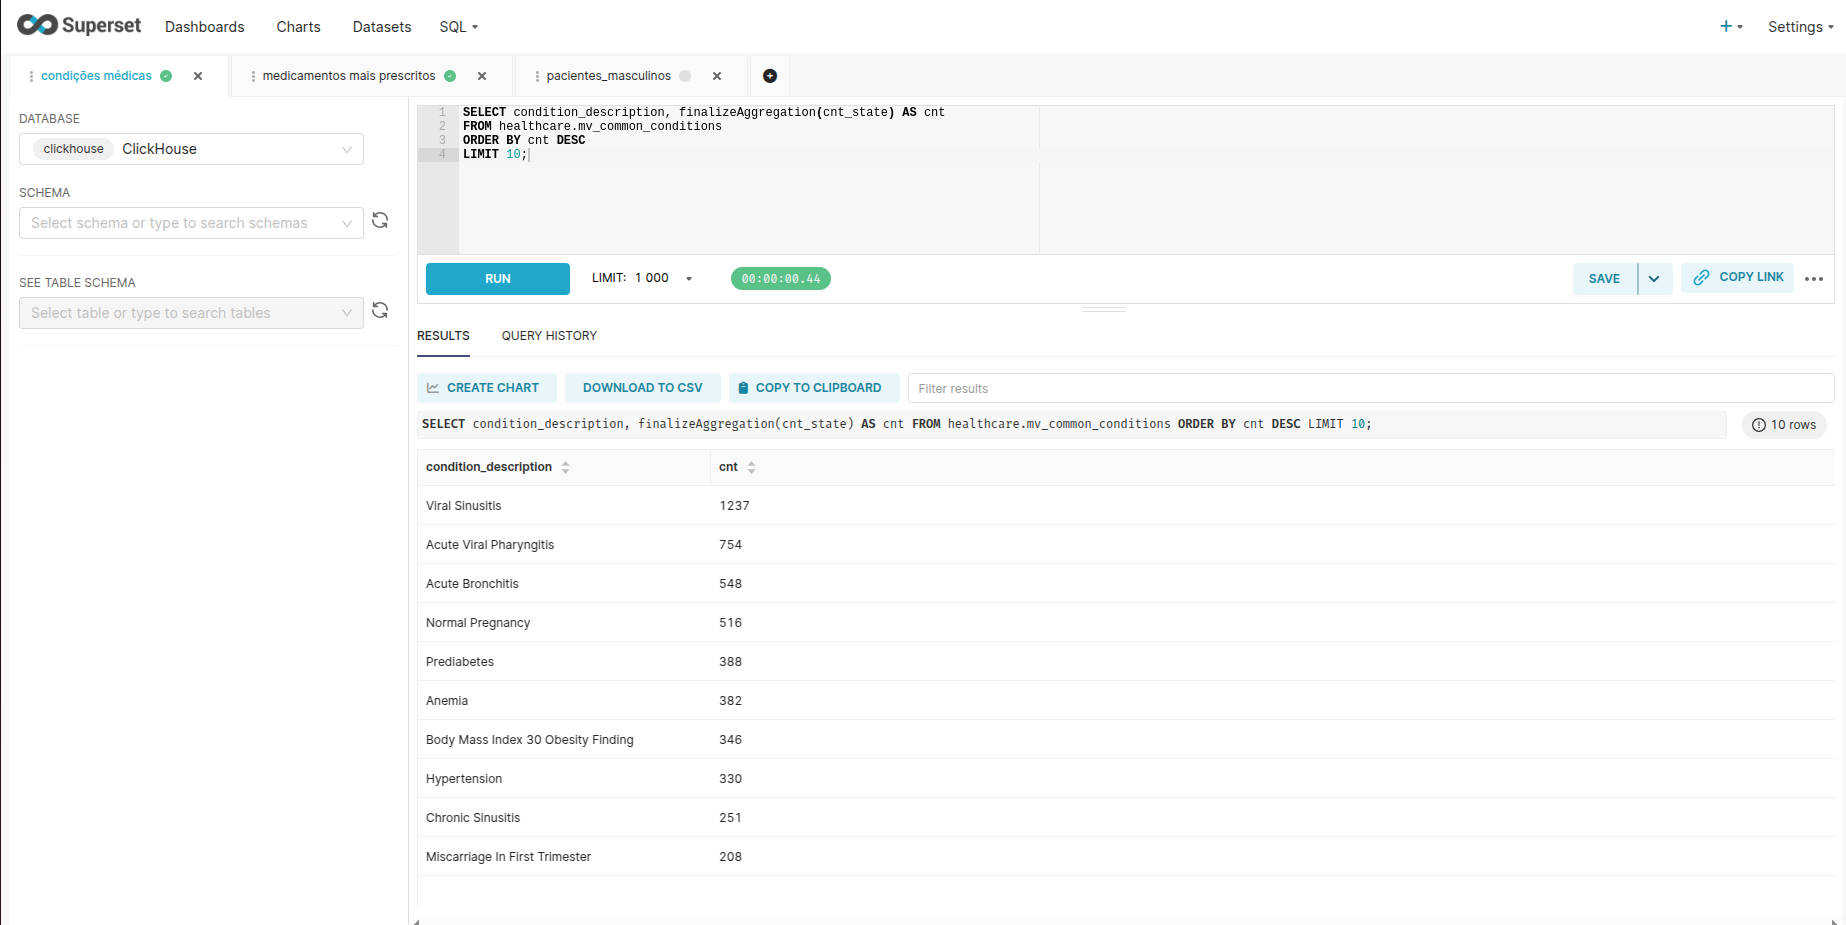 Superset Dashboards Charts Datasets SQL Settings
condições médicas medicamentos mais prescritos pacientes_masculinos
DATABASE
clickhouse ClickHouse
SCHEMA
Select schema or type to search schemas
SEE TABLE SCHEMA
Select table or type to search tables
1 SELECT condition_description, finalizeAggregation(cnt_state) AS cnt
2 FROM healthcare.mv_common_conditions
3 ORDER BY cnt DESC
4 LIMIT 10;
RUN LIMIT: 1 000 00:00:00.44 SAVE COPY LINK
RESULTS QUERY HISTORY
CREATE CHART DOWNLOAD TO CSV COPY TO CLIPBOARD Filter results
SELECT condition_description, finalizeAggregation(cnt_state) AS cnt FROM healthcare.mv_common_conditions ORDER BY cnt DESC LIMIT 10; 10 rows
condition_description cnt
Viral Sinusitis 1237
Acute Viral Pharyngitis 754
Acute Bronchitis 548
Normal Pregnancy 516
Prediabetes 388
Anemia 382
Body Mass Index 30 Obesity Finding 346
Hypertension 330
Chronic Sinusitis 251
Miscarriage In First Trimester 208